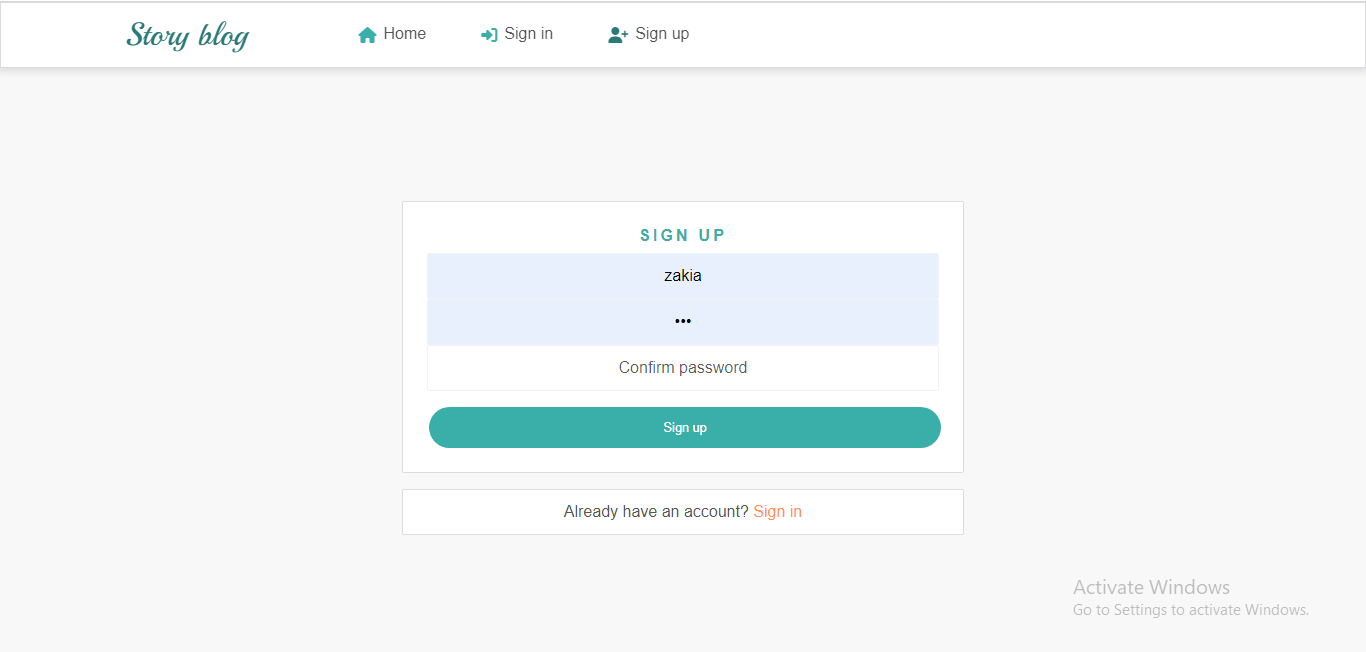 Story blog
Home
Sign in
Sign up
SIGN UP
zakia
•••
Confirm password
Sign up
Already have an account? Sign in
Activate Windows
Go to Settings to activate Windows.